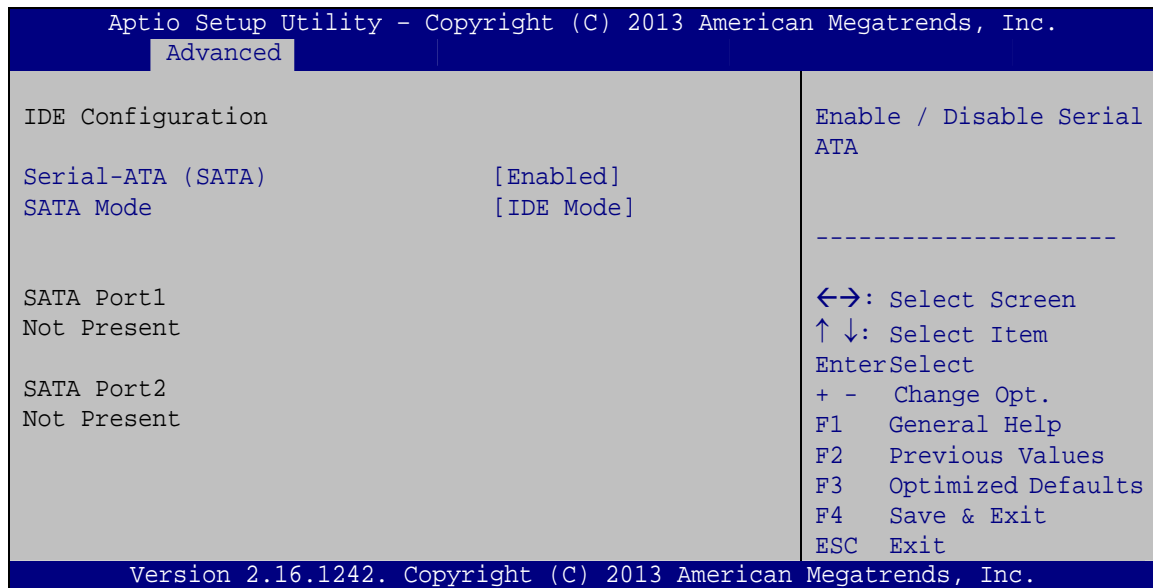 Aptio Setup Utility – Copyright (C) 2013 American Megatrends, Inc.
Advanced
IDE Configuration
Serial-ATA (SATA) [Enabled]
SATA Mode [IDE Mode]
SATA Port1
Not Present
SATA Port2
Not Present
Enable / Disable Serial
ATA
---------------------
←→: Select Screen
↑ ↓: Select Item
EnterSelect
+ - Change Opt.
F1 General Help
F2 Previous Values
F3 Optimized Defaults
F4 Save & Exit
ESC Exit
Version 2.16.1242. Copyright (C) 2013 American Megatrends, Inc.